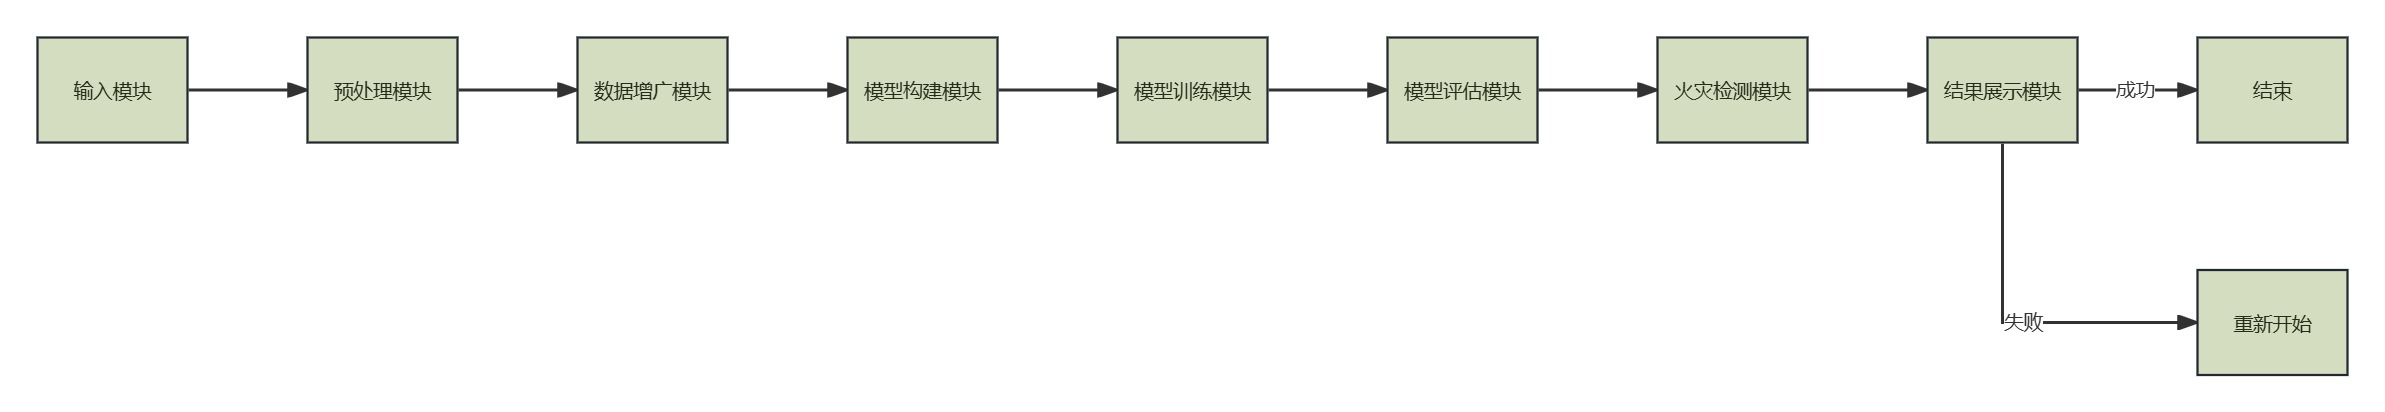 输入模块
预处理模块
数据增广模块
模型构建模块
模型训练模块
模型评估模块
火灾检测模块
结果展示模块
成功
结束
失败
重新开始